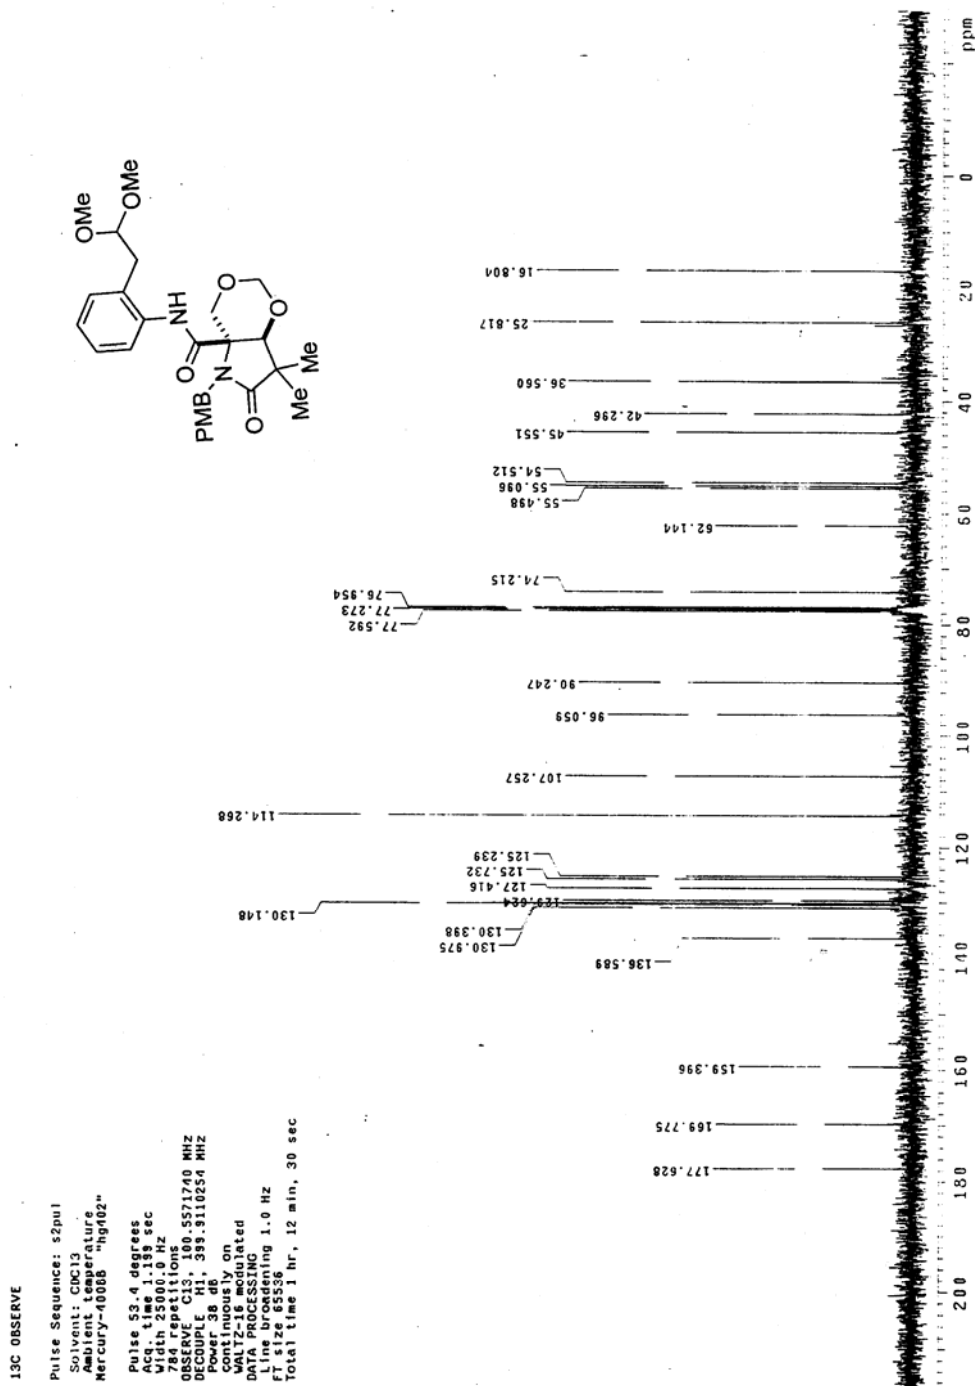 13C OBSERVE
Pulse Sequence: s2pul
Solvent: CDCl3
Ambient temperature
Mercury-400BB "hg402"
Pulse 53.4 degrees
Acq. time 1.199 sec
Width 25000.0 Hz
784 repetitions
OBSERVE C13, 100.5571740 MHz
DECOUPLE H1, 399.9110254 MHz
Power 38 dB
continuously on
WALTZ-16 modulated
DATA PROCESSING
Line broadening 1.0 Hz
FT size 65536
Total time 1 hr, 12 min, 30 sec
OMe
OMe
NH
O
O
PMB
N
O
O
Me
Me
177.628
169.775
159.396
136.589
130.975
130.398
130.148
129.624
127.416
125.732
125.239
114.268
107.257
96.059
90.247
77.592
77.273
76.954
74.215
62.144
55.498
55.096
54.512
45.551
42.296
36.560
25.817
16.804
200
180
160
140
120
100
80
60
40
20
0
ppm